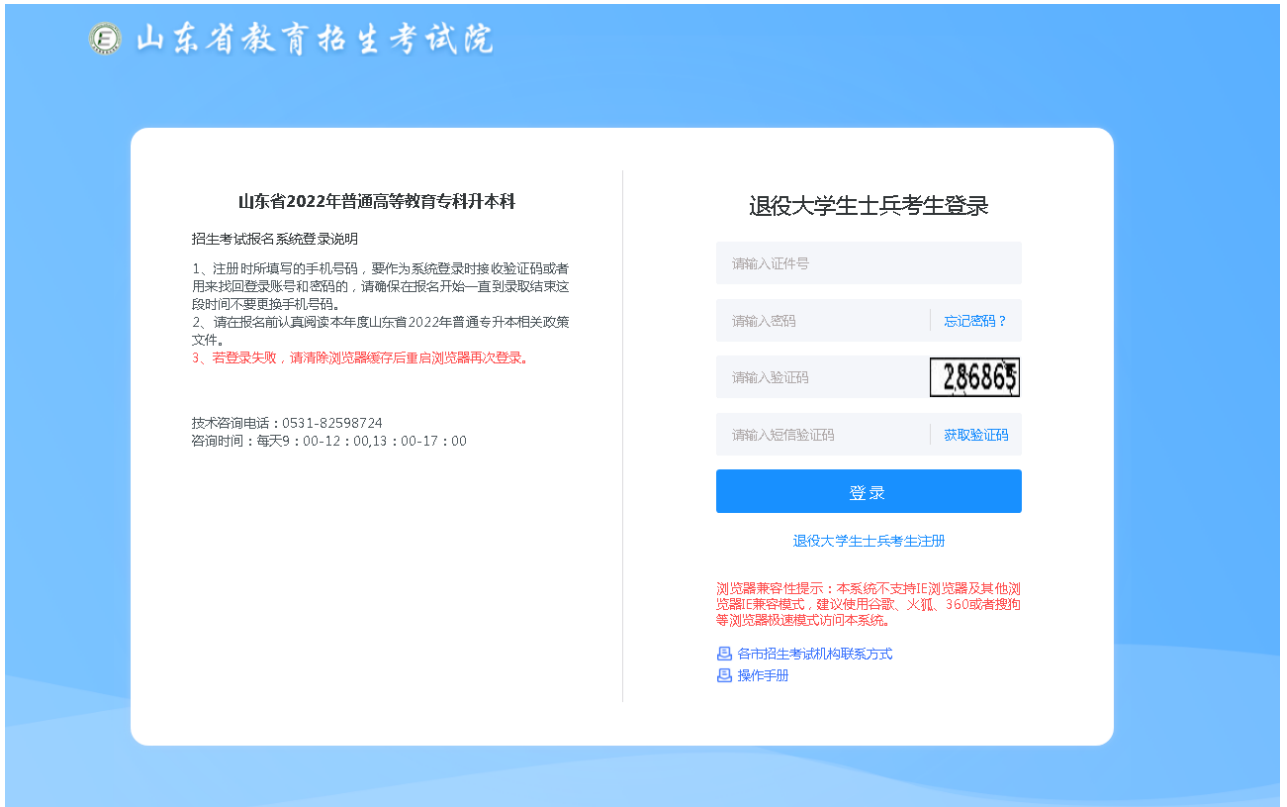 山东省教育招生考试院
山东省2022年普通高等教育专科升本科
招生考试报名系统登录说明
1、注册时所填写的手机号码，要作为系统登录时接收验证码或者
用来找回登录账号和密码的，请确保在报名开始一直到录取结束这
段时间不要更换手机号码。
2、请在报名前认真阅读本年度山东省2022年普通专升本相关政策
文件。
3、若登录失败，请清除浏览器缓存后重启浏览器再次登录。
技术咨询电话：0531-82598724
咨询时间：每天9：00-12：00,13：00-17：00
退役大学生士兵考生登录
请输入证件号
请输入密码 忘记密码？
请输入验证码 286865
请输入短信验证码 获取验证码
登录
退役大学生士兵考生注册
浏览器兼容性提示：本系统不支持IE浏览器及其他浏
览器IE兼容模式，建议使用谷歌、火狐、360或者搜狗
等浏览器极速模式访问本系统。
各市招生考试机构联系方式
操作手册